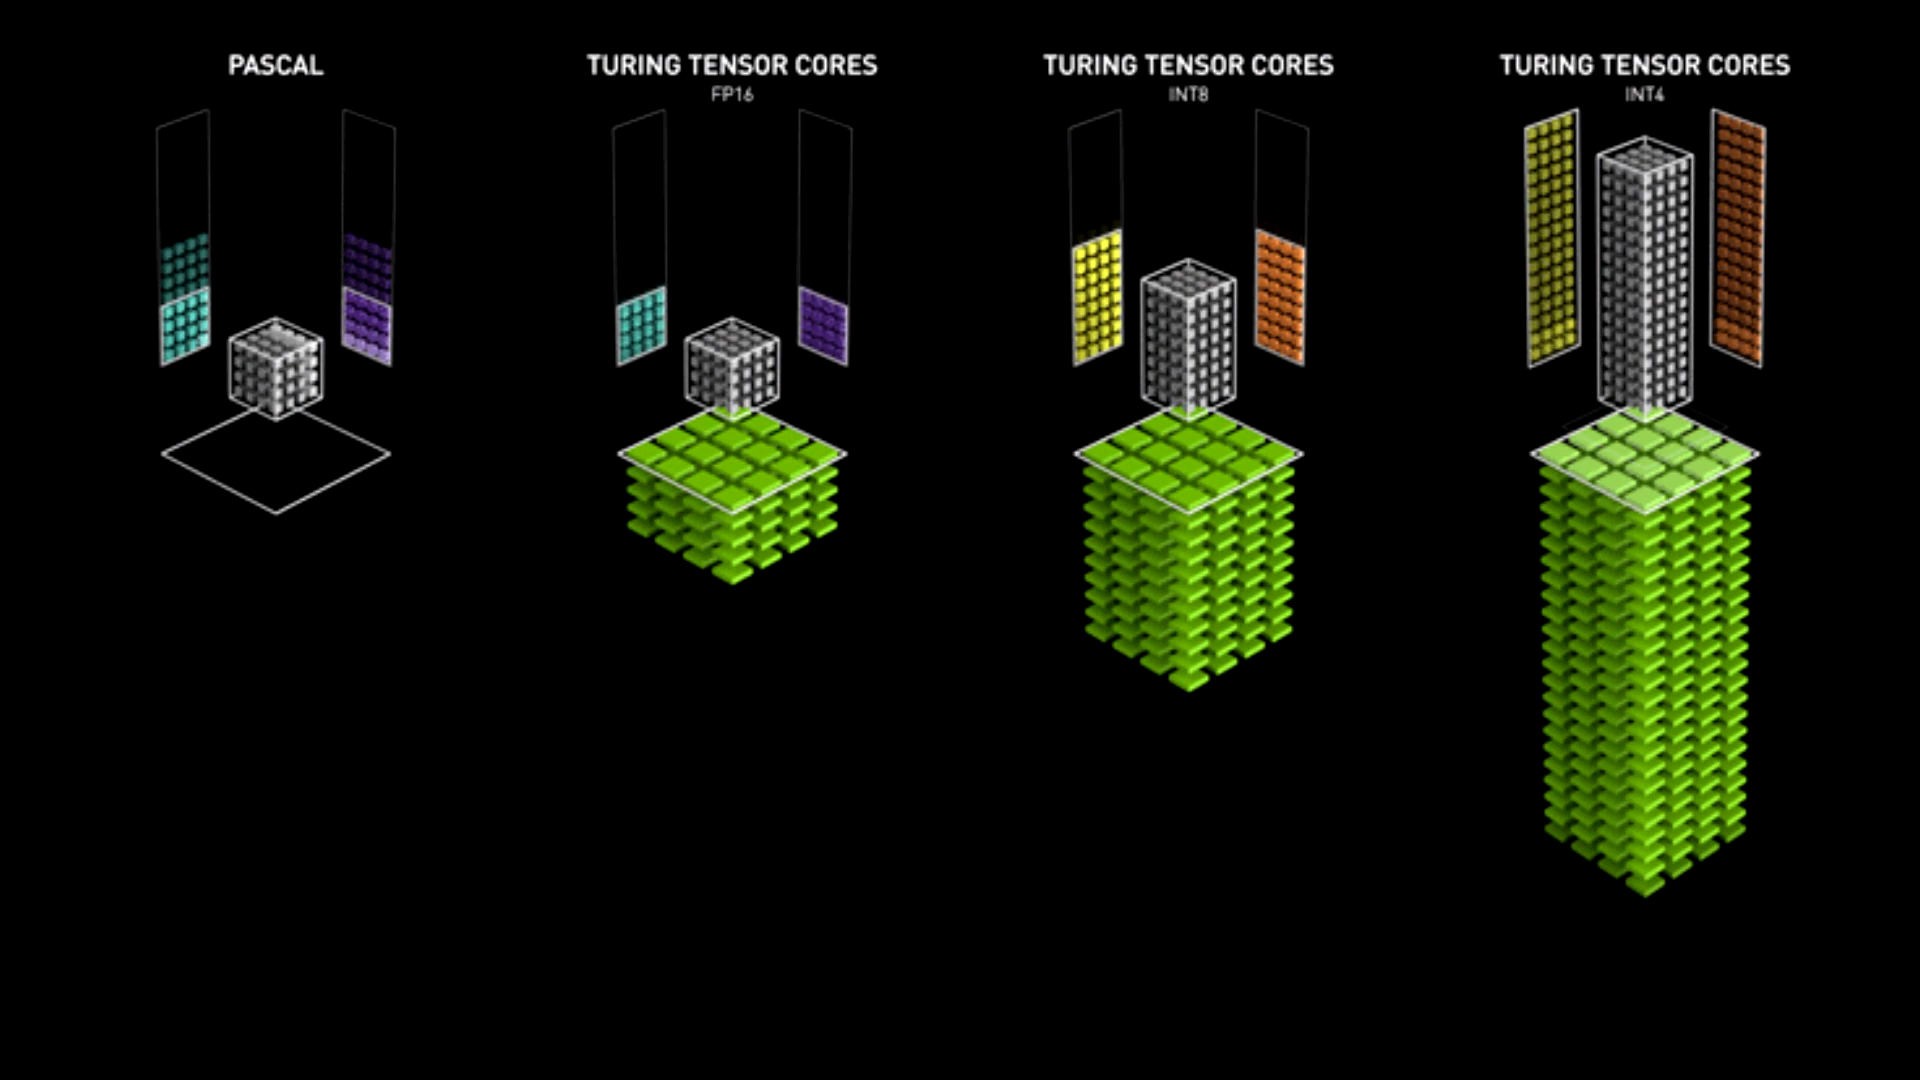 PASCAL
TURING TENSOR CORES
FP16
TURING TENSOR CORES
INT8
TURING TENSOR CORES
INT4